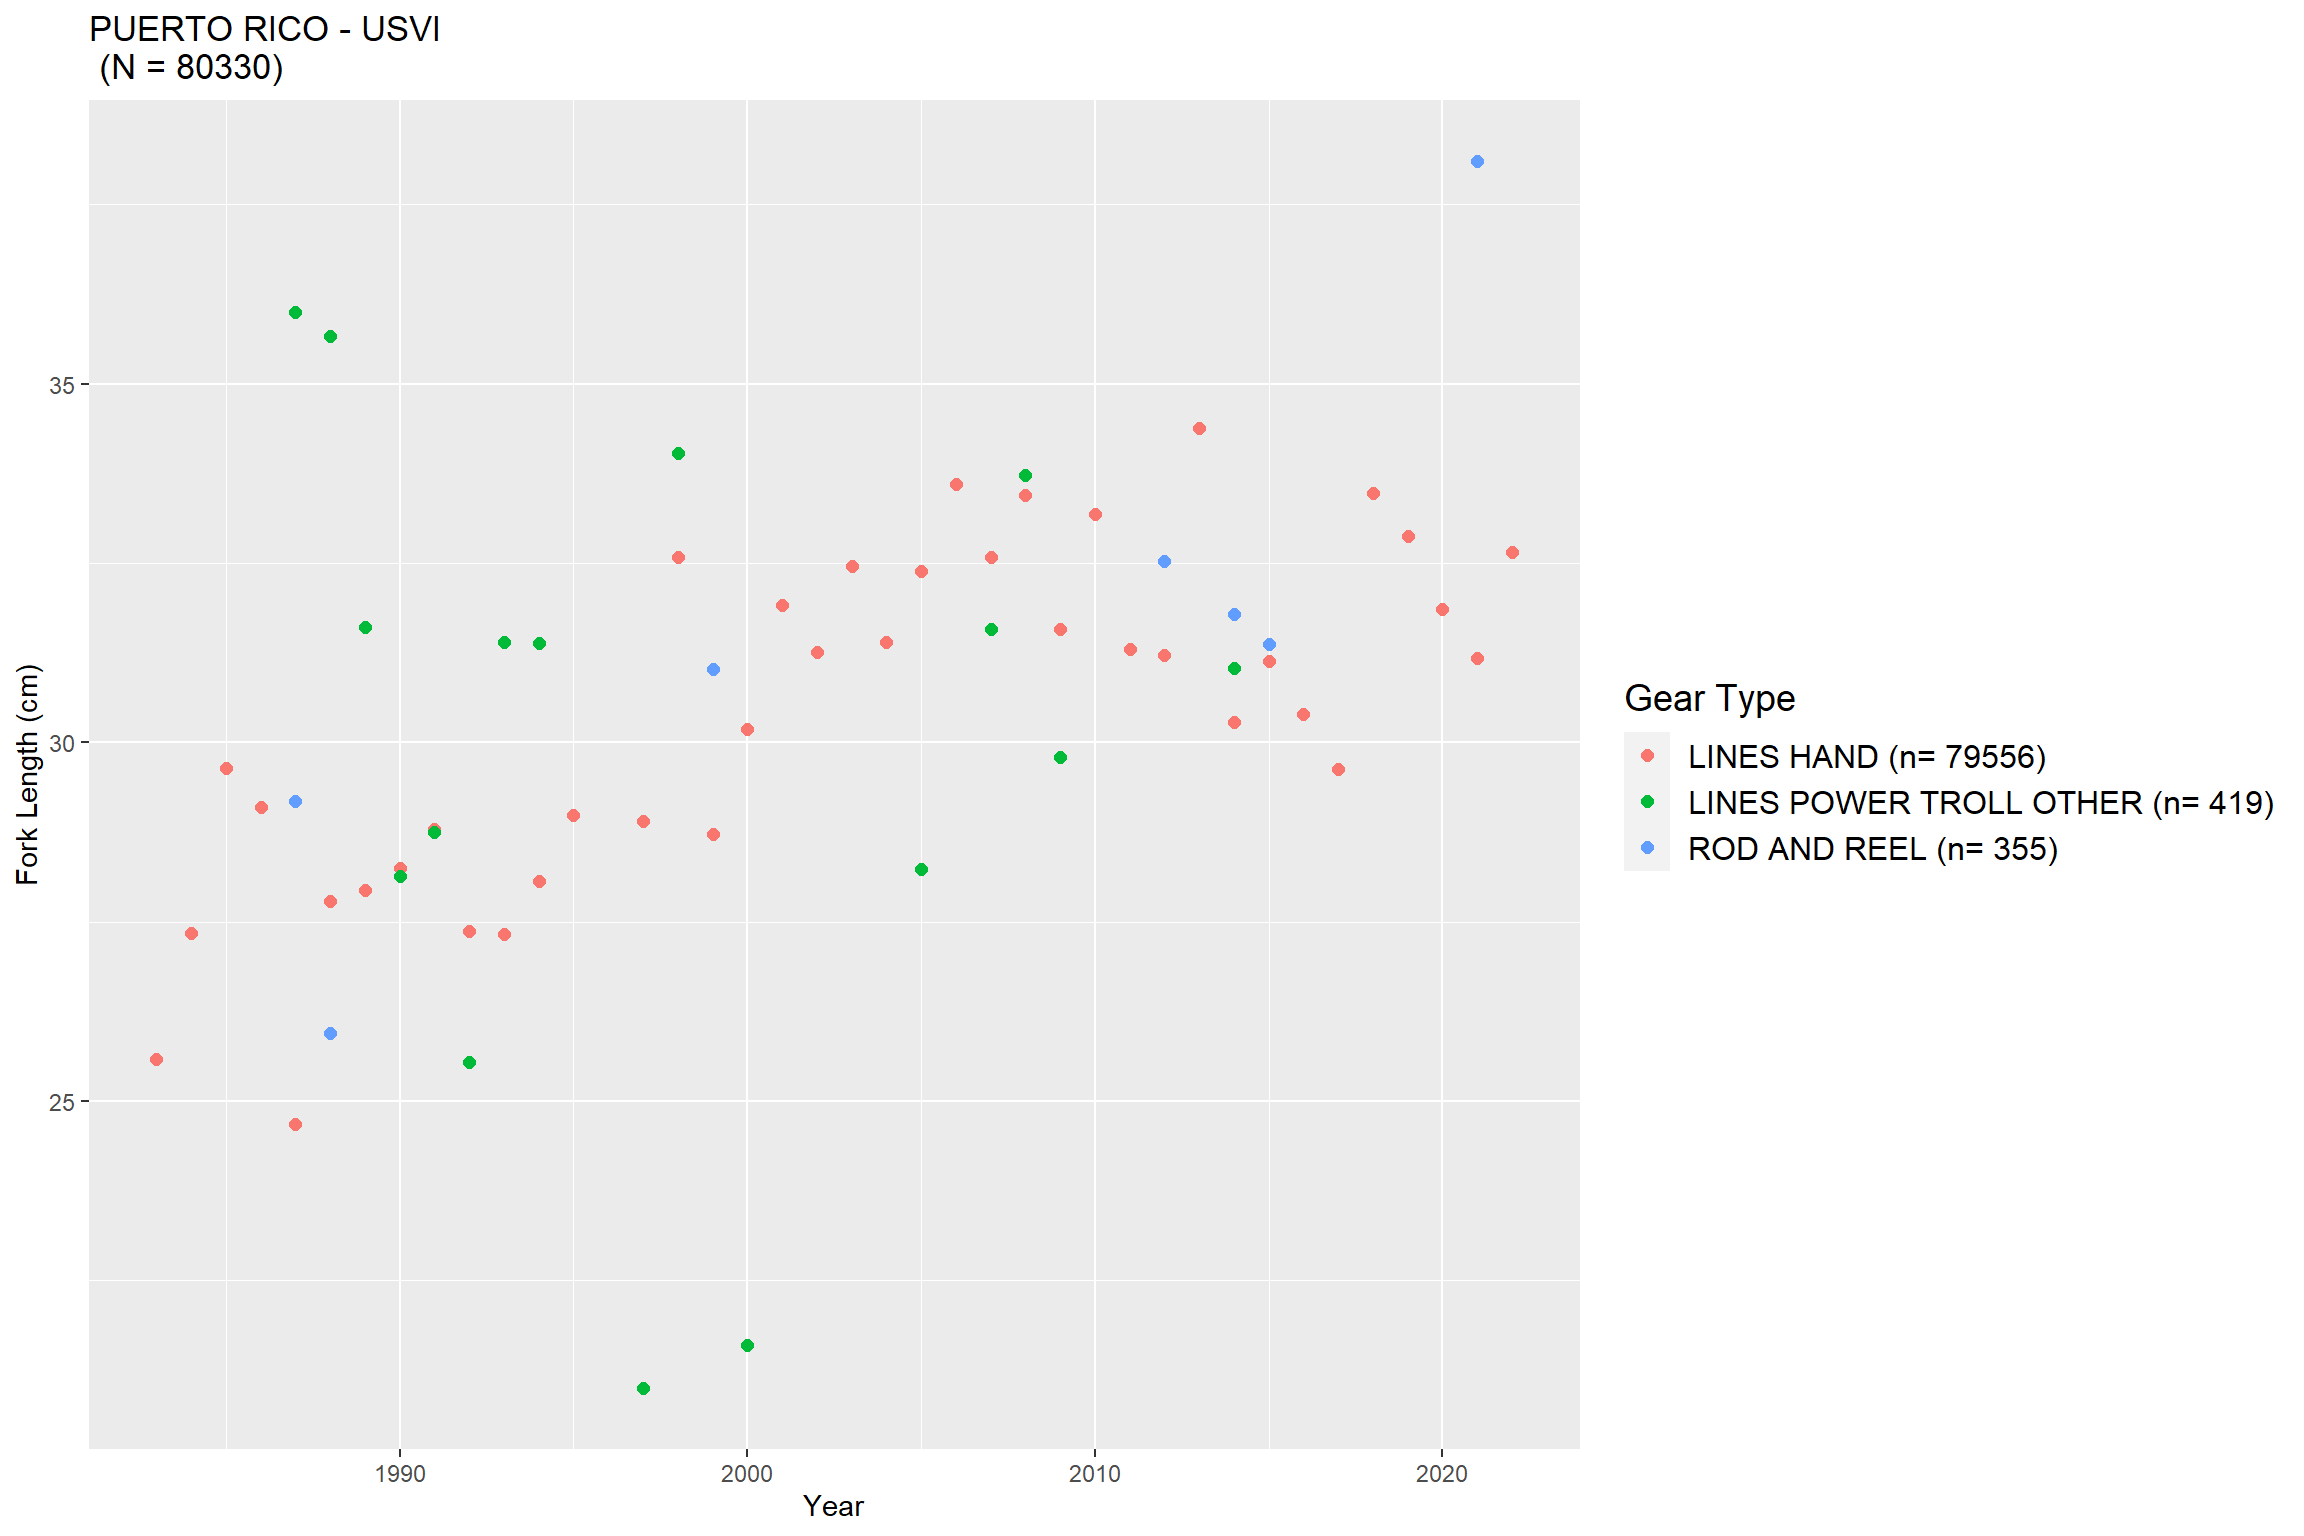 PUERTO RICO - USVI
(N = 80330)
35
30
25
Fork Length (cm)
1990
2000
2010
2020
Year
Gear Type
LINES HAND (n= 79556)
LINES POWER TROLL OTHER (n= 419)
ROD AND REEL (n= 355)